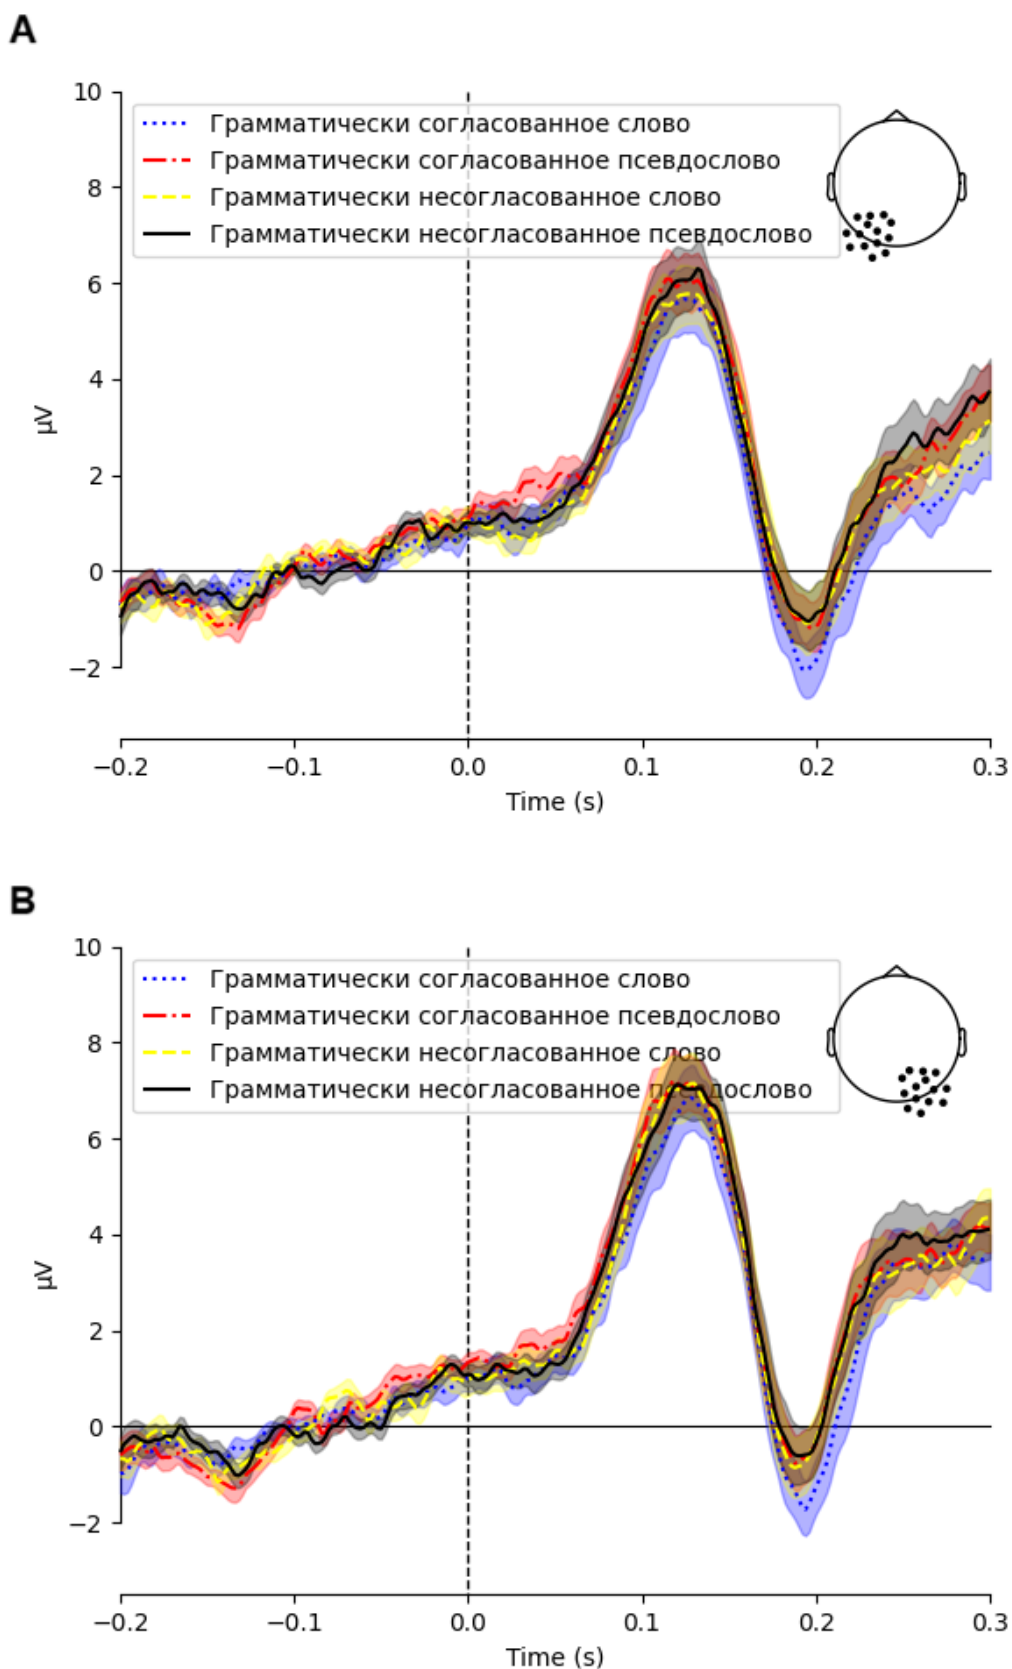 A
10
Грамматически согласованное слово
Грамматически согласованное псевдослово
8
Грамматически несогласованное слово
Грамматически несогласованное псевдослово
6
4
µV
2
0
−2
−0.2 −0.1 0.0 0.1 0.2 0.3
Time (s)
B
10
Грамматически согласованное слово
Грамматически согласованное псевдослово
8
Грамматически несогласованное слово
Грамматически несогласованное псевдослово
6
4
µV
2
0
−2
−0.2 −0.1 0.0 0.1 0.2 0.3
Time (s)